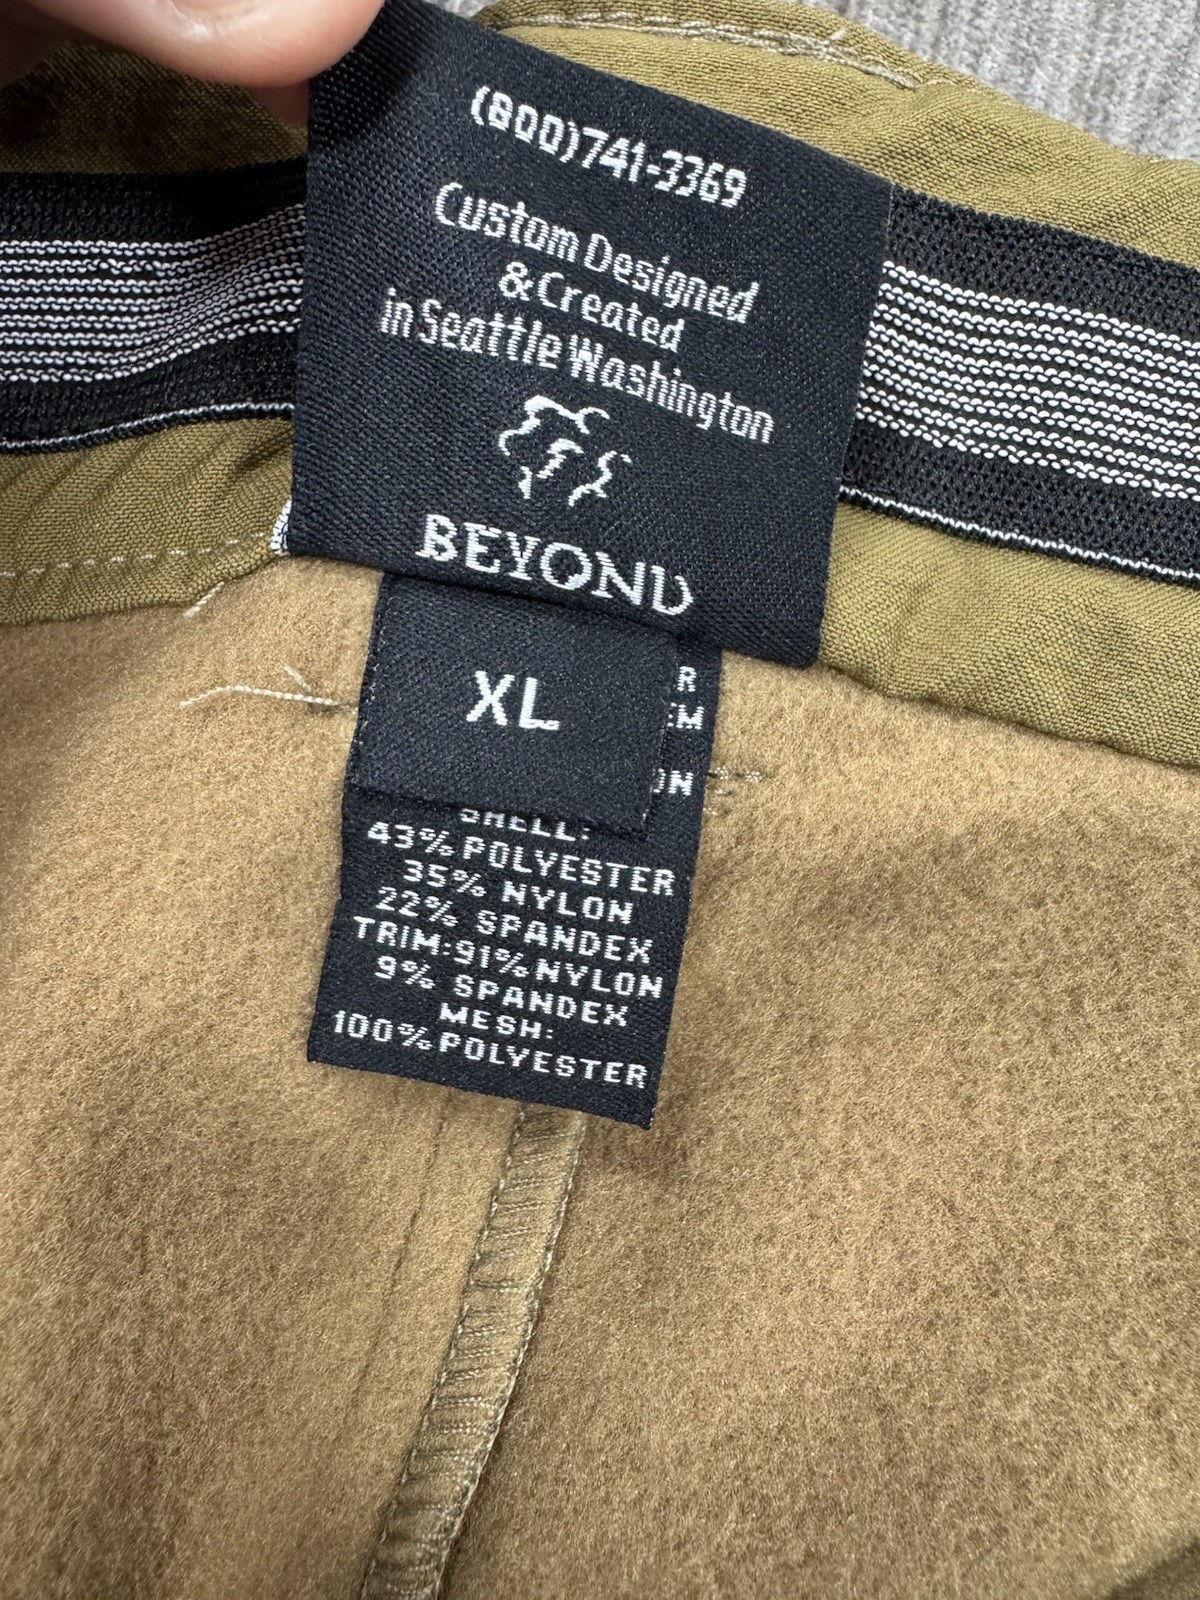 (800)741-3369
Custom Designed
&Created
in Seattle Washington
BEYOND
XL
SHELL:
43% POLYESTER
35% NYLON
22% SPANDEX
TRIM:91% NYLON
9% SPANDEX
MESH:
100% POLYESTER